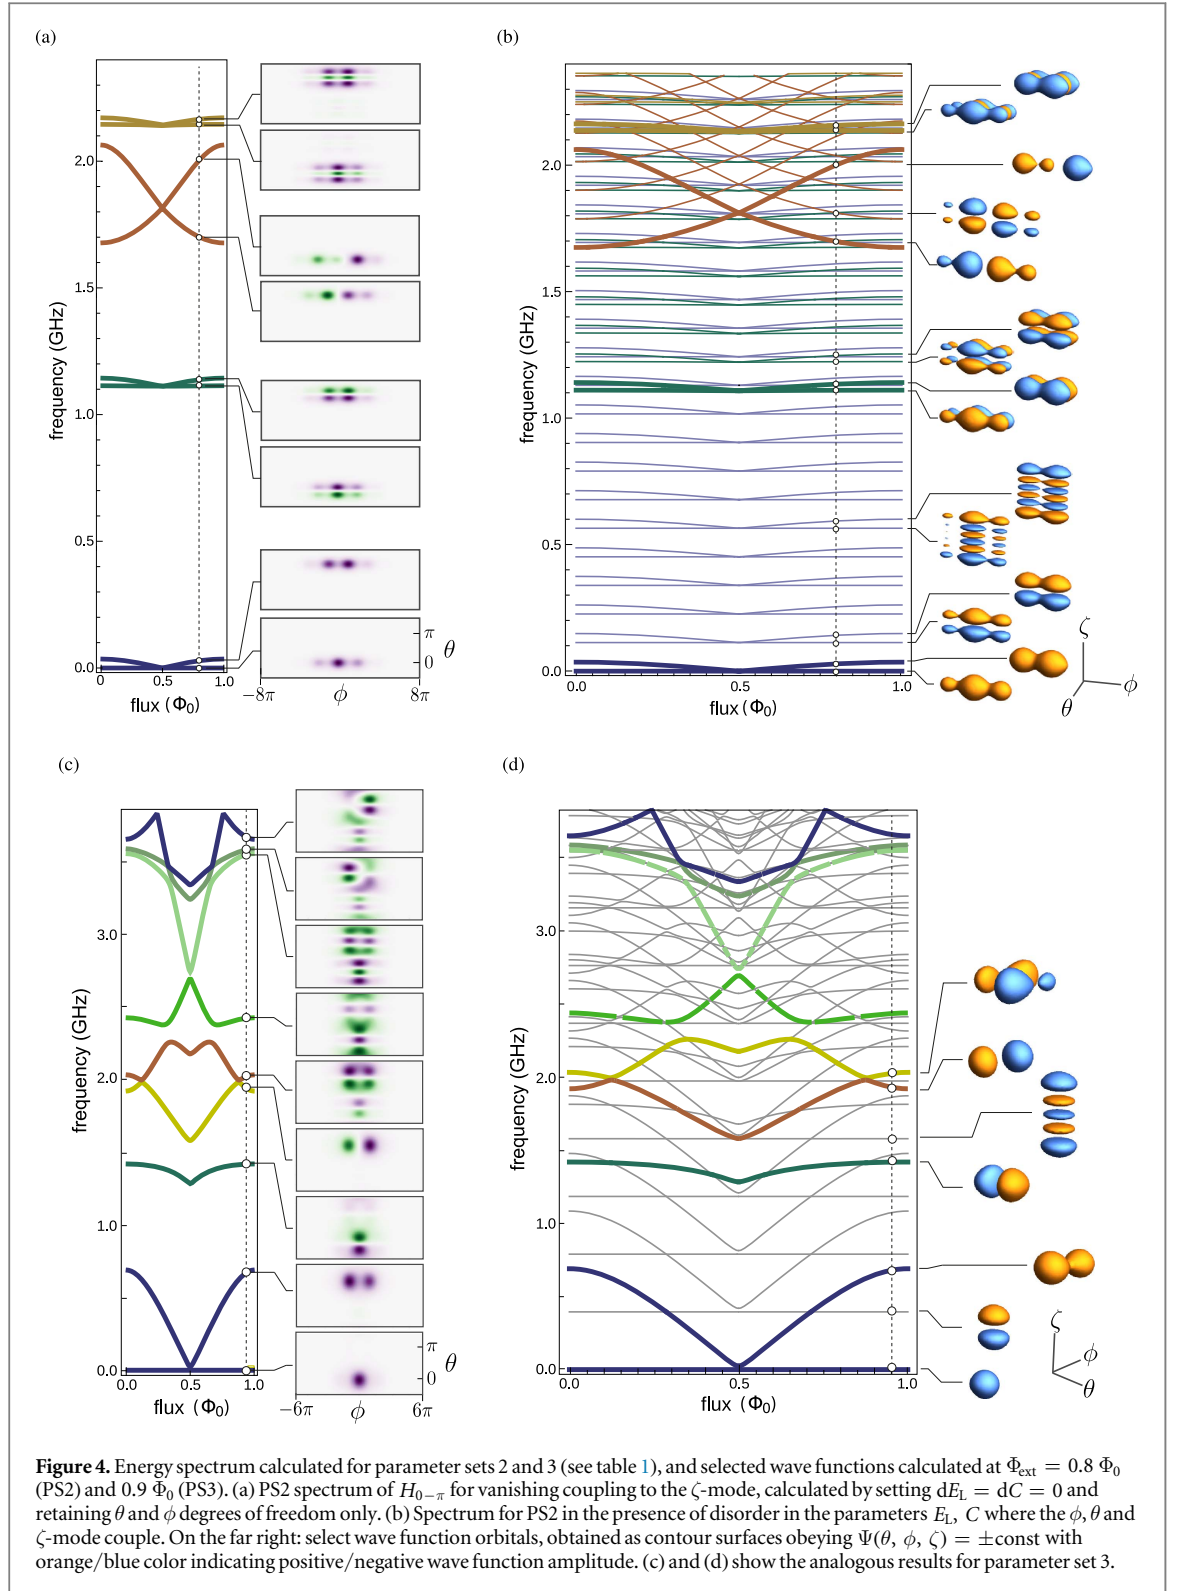 (a)
(b)
2.0
1.5
1.0
0.5
0.0
frequency (GHz)
0
0.5
1.0
flux (Φ₀)
π
0
θ
−8π
ϕ
8π
2.0
1.5
1.0
0.5
0.0
frequency (GHz)
0.0
0.5
1.0
flux (Φ₀)
ζ
ϕ
θ
(c)
(d)
3.0
2.0
1.0
0.0
frequency (GHz)
0.0
0.5
1.0
flux (Φ₀)
π
0
θ
−6π
ϕ
6π
3.0
2.0
1.0
0.0
frequency (GHz)
0.0
0.5
1.0
flux (Φ₀)
ζ
ϕ
θ
Figure 4. Energy spectrum calculated for parameter sets 2 and 3 (see table 1), and selected wave functions calculated at Φext = 0.8 Φ₀
(PS2) and 0.9 Φ₀ (PS3). (a) PS2 spectrum of H₀₋π for vanishing coupling to the ζ-mode, calculated by setting dE_L = dC = 0 and
retaining θ and ϕ degrees of freedom only. (b) Spectrum for PS2 in the presence of disorder in the parameters E_L, C where the ϕ, θ and
ζ-mode couple. On the far right: select wave function orbitals, obtained as contour surfaces obeying Ψ(θ, ϕ, ζ) = ±const with
orange/blue color indicating positive/negative wave function amplitude. (c) and (d) show the analogous results for parameter set 3.